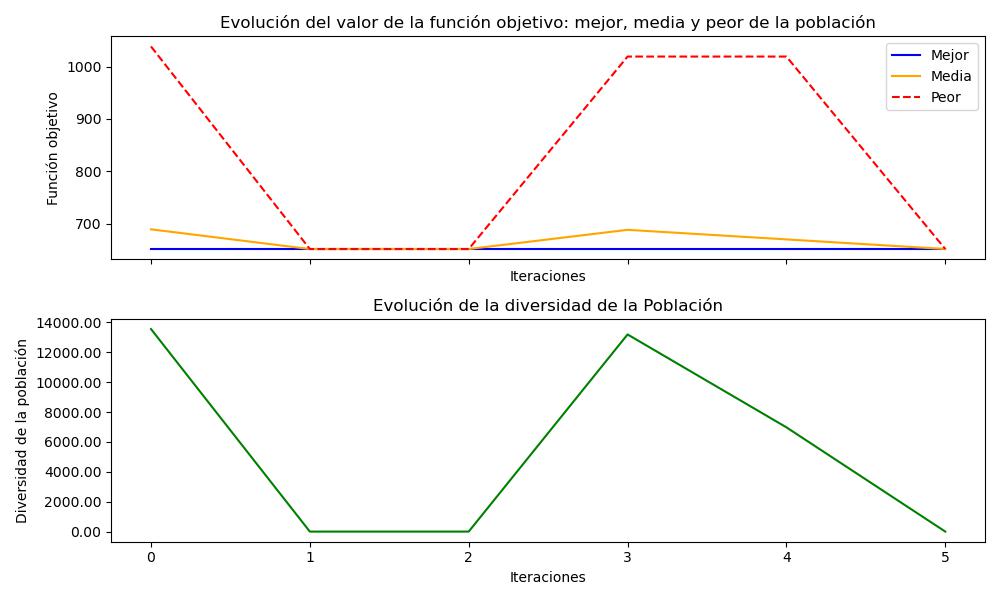 Evolución del valor de la función objetivo: mejor, media y peor de la población
1000
900
800
700
Función objetivo
Mejor
Media
Peor
Iteraciones
Evolución de la diversidad de la Población
14000.00
12000.00
10000.00
8000.00
6000.00
4000.00
2000.00
0.00
Diversidad de la población
0 1 2 3 4 5
Iteraciones